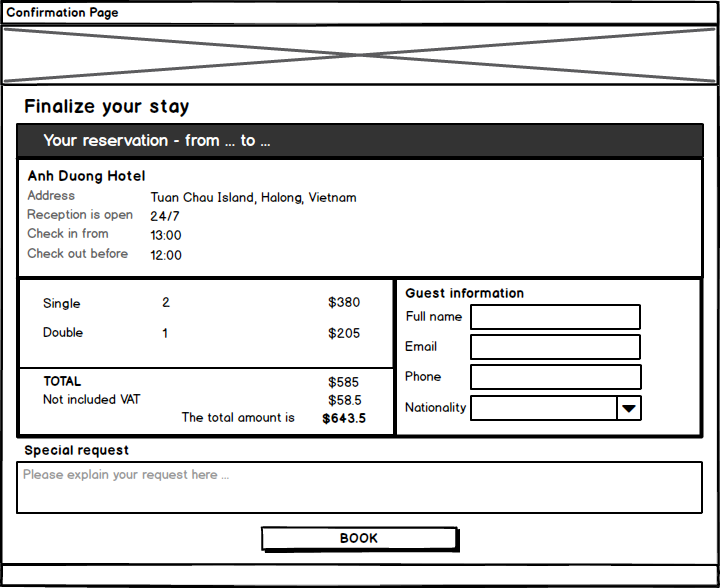 Confirmation Page
Finalize your stay
Your reservation - from ... to ...
Anh Duong Hotel
Address Tuan Chau Island, Halong, Vietnam
Reception is open 24/7
Check in from 13:00
Check out before 12:00
Single 2 $380
Double 1 $205
TOTAL $585
Not included VAT $58.5
The total amount is $643.5
Guest information
Full name
Email
Phone
Nationality
Special request
Please explain your request here ...
BOOK